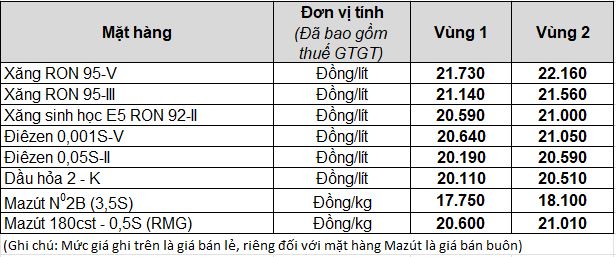 Mặt hàng Đơn vị tính (Đã bao gồm thuế GTGT) Vùng 1 Vùng 2
Xăng RON 95-V Đồng/lít 21.730 22.160
Xăng RON 95-III Đồng/lít 21.140 21.560
Xăng sinh học E5 RON 92-II Đồng/lít 20.590 21.000
Điêzen 0,001S-V Đồng/lít 20.640 21.050
Điêzen 0,05S-II Đồng/lít 20.190 20.590
Dầu hỏa 2 - K Đồng/lít 20.110 20.510
Mazút N⁰2B (3,5S) Đồng/kg 17.750 18.100
Mazút 180cst - 0,5S (RMG) Đồng/kg 20.600 21.010
(Ghi chú: Mức giá ghi trên là giá bán lẻ, riêng đối với mặt hàng Mazút là giá bán buôn)